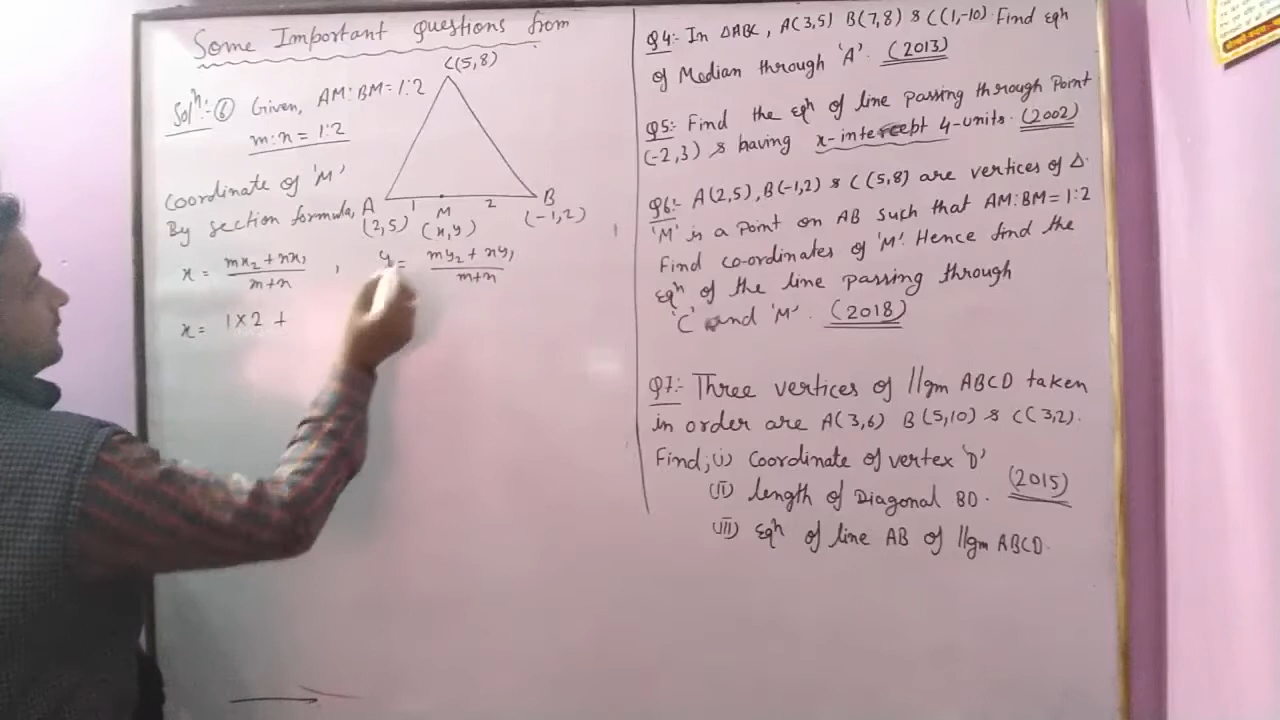 Some Important Questions from
Solⁿ:- ⑥ Given, AM:BM=1:2
m:n = 1:2
Coordinate of 'M'
By section formula,
C(5,8)
A
1
M
2
B
(2,5)
(x,y)
(-1,2)
x = mx₂+nx₁/m+n , y = my₂+ny₁/m+n
x = 1×2 +
Q4:- In △ABC, A(3,5) B(7,8) & C(1,-10) Find eqⁿ
of Median through 'A'. (2013)
Q5:- Find the eqⁿ of line passing through Point
(-2,3) & having x-intercept 4-units. (2002)
Q6:- A(2,5), B(-1,2) & C(5,8) are vertices of △.
'M' is a Point on AB such that AM:BM=1:2
Find co-ordinates of 'M'. Hence find the
eqⁿ of the line passing through
'C' and 'M'. (2018)
Q7:- Three vertices of ||gm ABCD taken
in order are A(3,6) B(5,10) & C(3,2).
Find; (i) Coordinate of vertex 'D'
(ii) length of Diagonal BD. (2015)
(iii) eqⁿ of line AB of ||gm ABCD.